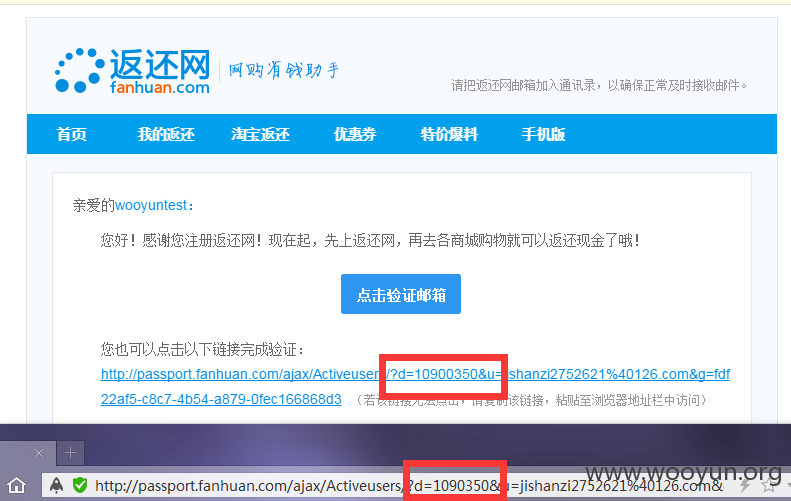 返还网
fanhuan.com
网购有钱助手
请把返还网邮箱加入通讯录，以确保正常及时接收邮件。
首页 我的返还 淘宝返还 优惠券 特价爆料 手机版
亲爱的wooyuntest：
您好！感谢您注册返还网！现在起，先上返还网，再去各商城购物就可以返还现金了哦！
点击验证邮箱
您也可以点击以下链接完成验证：
http://passport.fanhuan.com/ajax/Activeusers/?d=10900350&u=jishanzi2752621%40126.com&g=fdf
22af5-c8c7-4b54-a879-0fec166868d3 （若该链接无法点击，请复制该链接，粘贴至浏览器地址栏中访问）
www.wooyun.org
http://passport.fanhuan.com/ajax/Activeusers/?d=1090350&u=jishanzi2752621%40126.com&